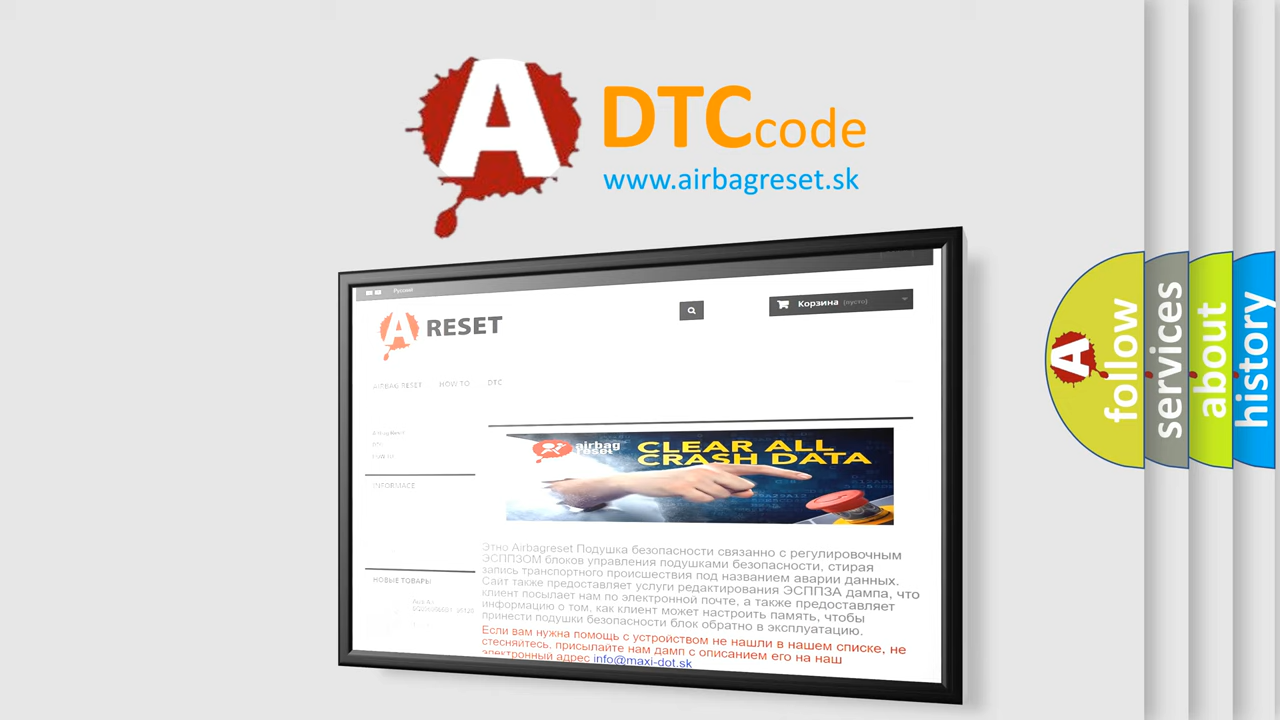 A
DTCcode
www.airbagreset.sk
Русский
Корзина (пусто)
A RESET
AIRBAG RESET HOW TO DTC
airbag
reset
CLEAR ALL
CRASH DATA
INFORMACE
Этно Airbagreset Подушка безопасности связанно с регулировочным
ЭСППЗОМ блоков управления подушками безопасности, стирая
запись транспортного происшествия под названием аварии данных.
Сайт также предоставляет услуги редактирования ЭСППЗА дампа, что
клиент посылает нам по электронной почте, а также предоставляет
информацию о том, как клиент может настроить память, чтобы
принести подушки безопасности блок обратно в эксплуатацию.
Если вам нужна помощь с устройством не нашли в нашем списке, не
стесняйтесь, присылайте нам дамп с описанием его на наш
электронный адрес info@maxi-dot.sk
НОВЫЕ ТОВАРЫ
A
follow
services
about
history